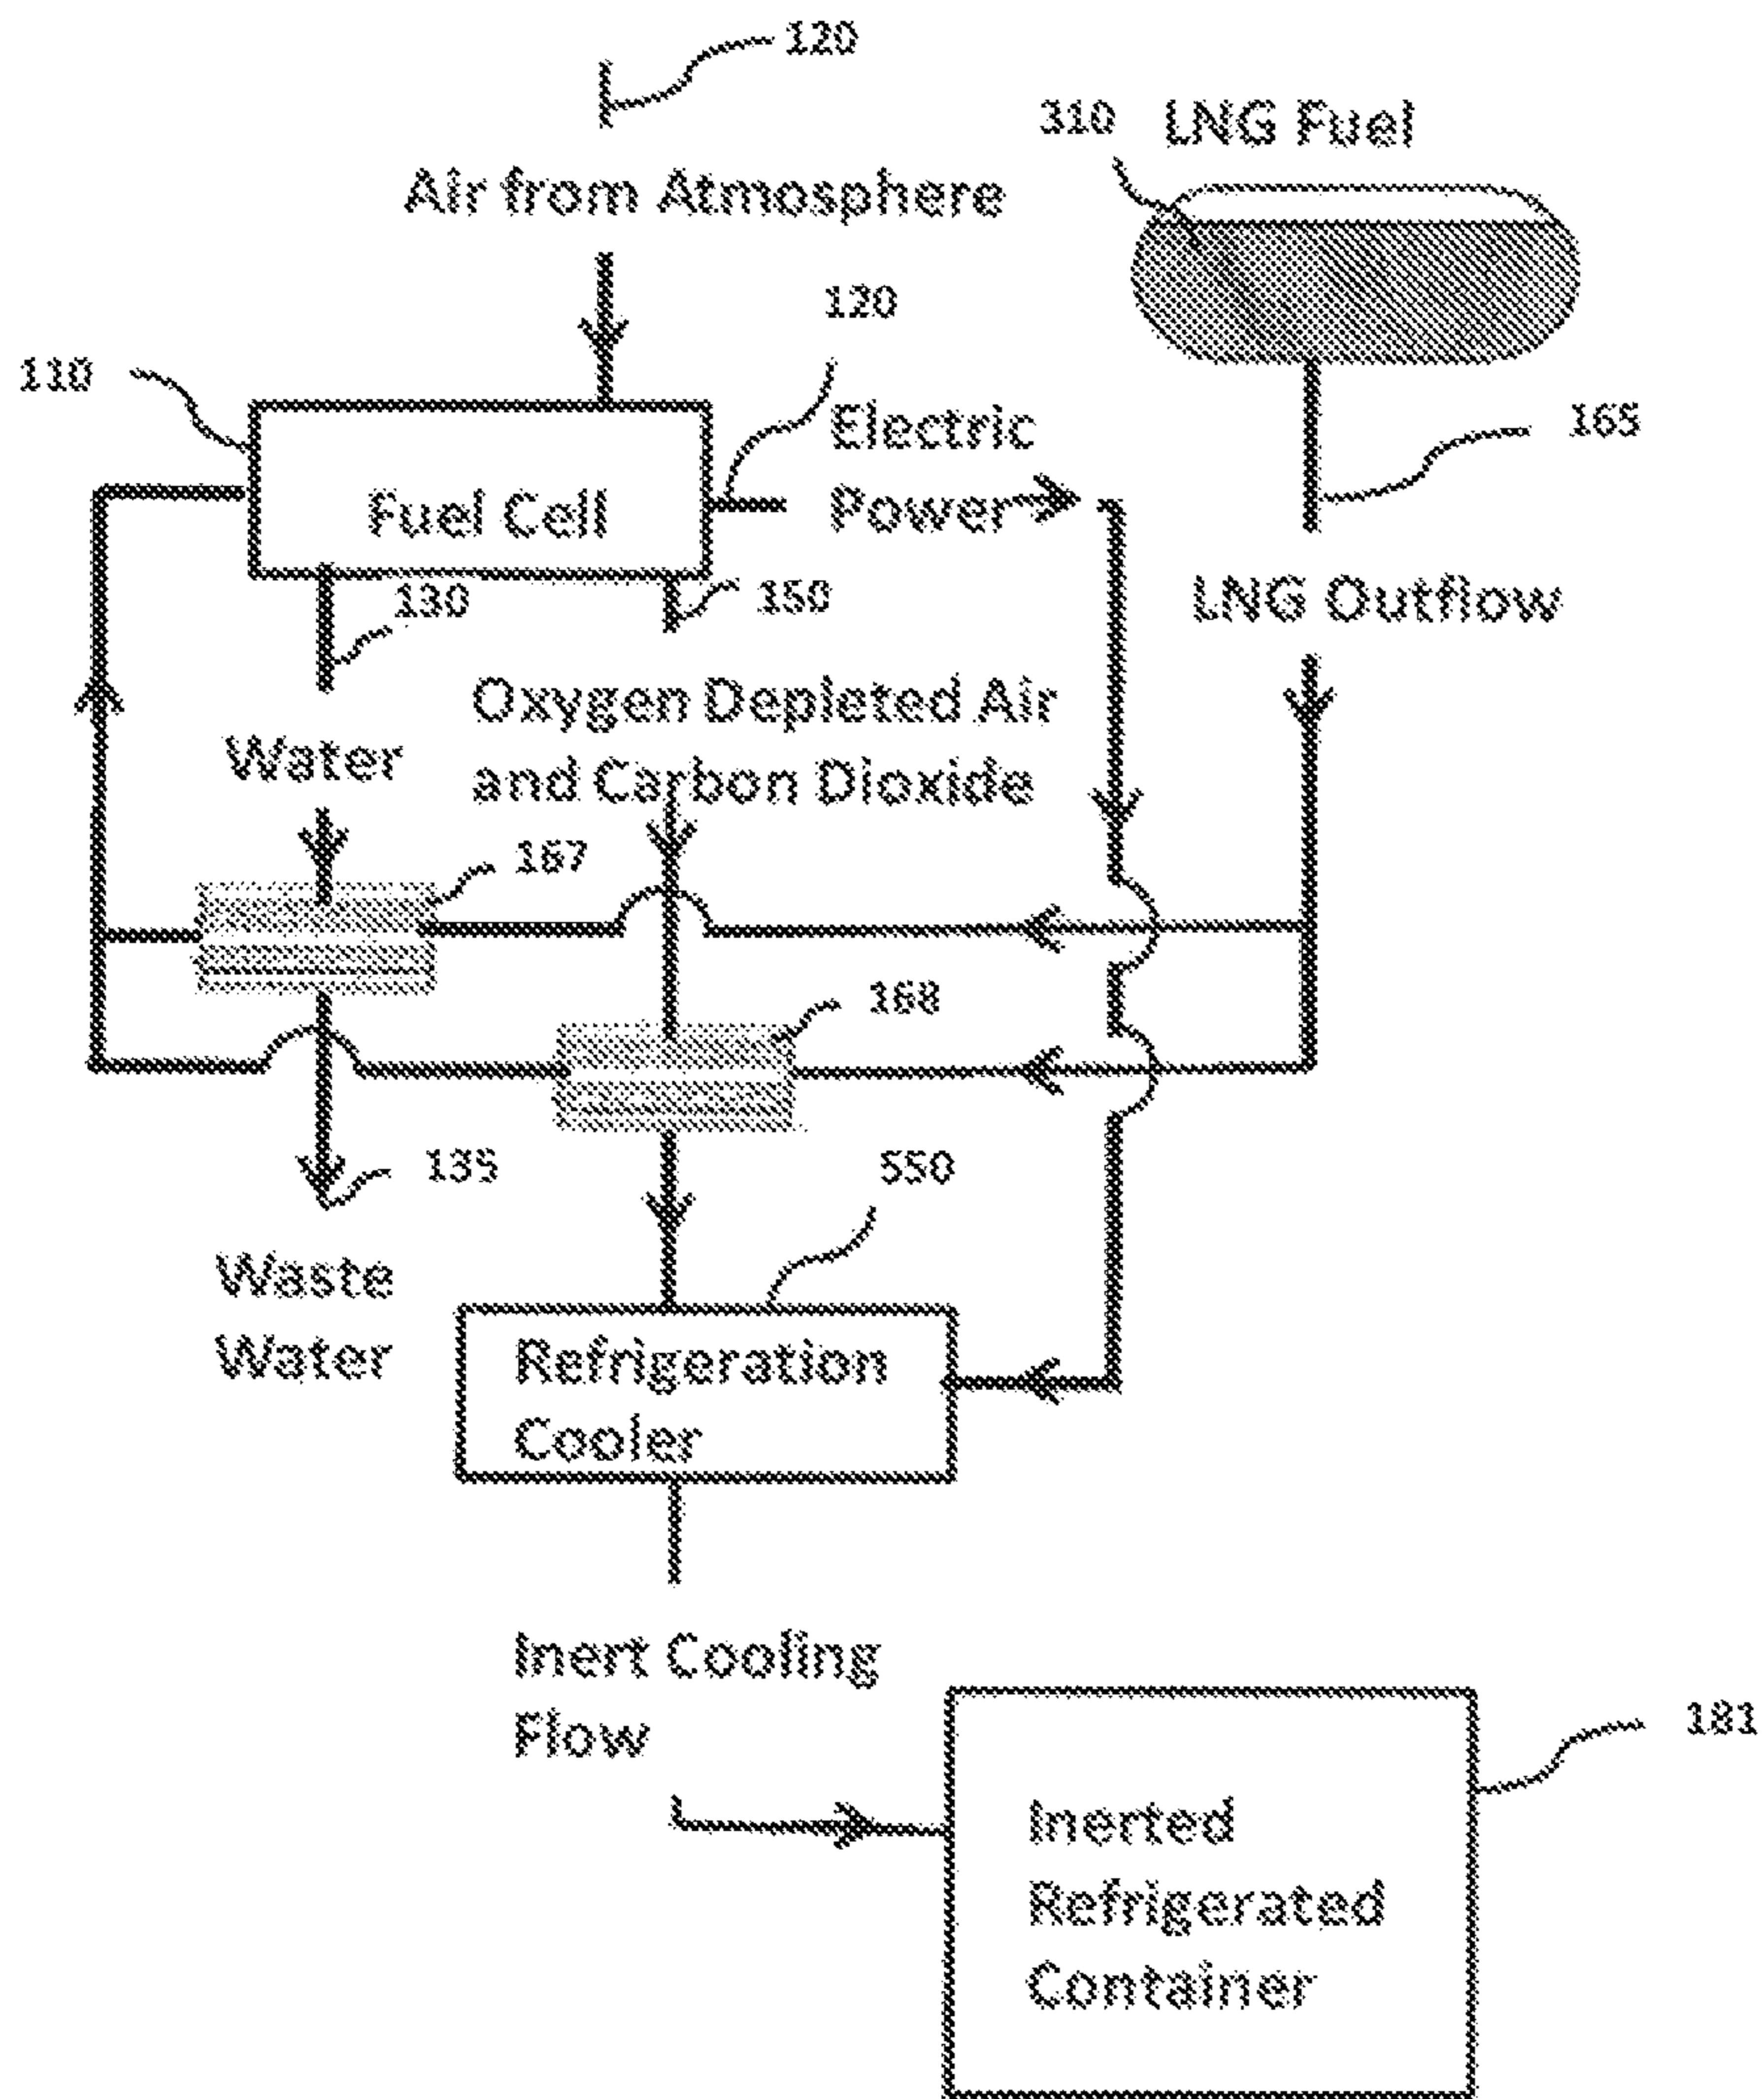 120
310 LNG Fuel
Air from Atmosphere
120
110
Electric
165
Fuel Cell
Power
130
150
LNG Outflow
Oxygen Depleted Air
Water
and Carbon Dioxide
167
168
135
550
Waste
Water
Refrigeration
Cooler
Inert Cooling
Flow
181
Inerted
Refrigerated
Container